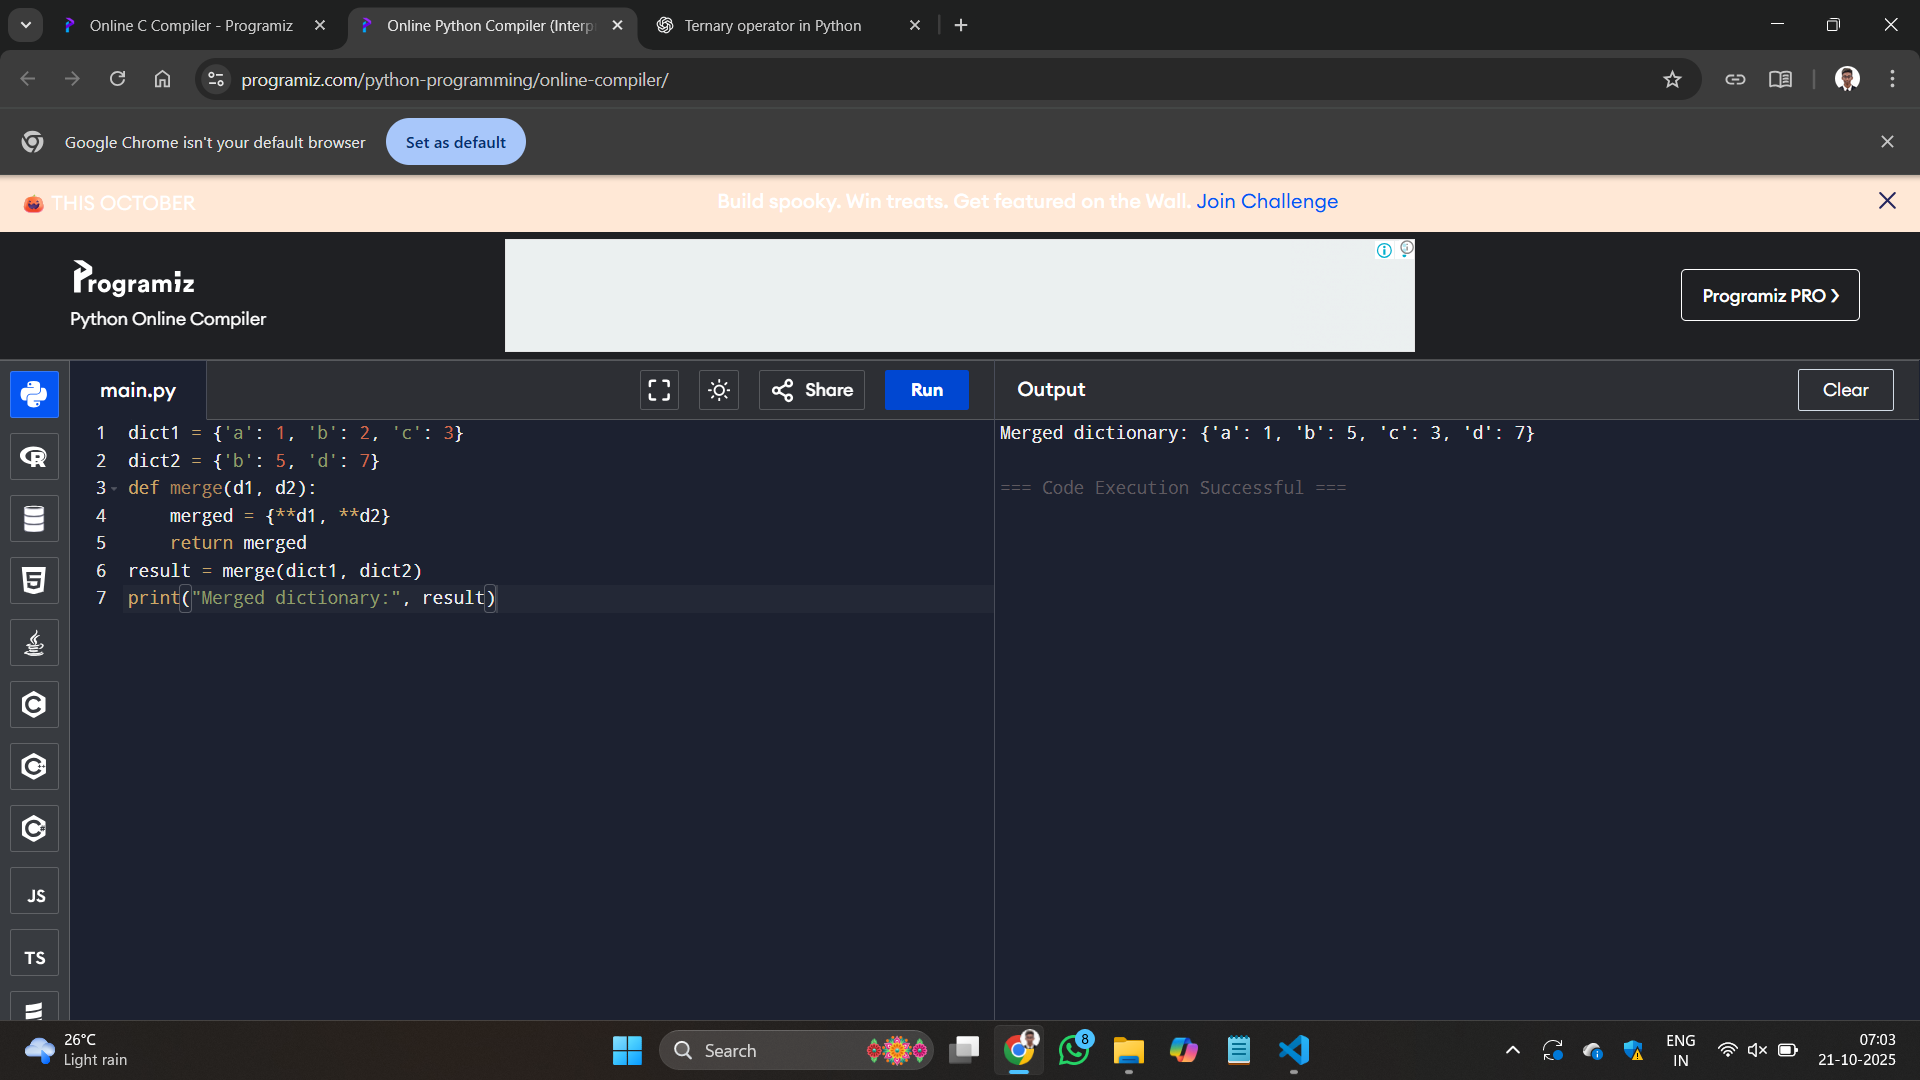 Online C Compiler - Programiz
Online Python Compiler (Interp
Ternary operator in Python
programiz.com/python-programming/online-compiler/
Google Chrome isn't your default browser
Set as default
THIS OCTOBER
Build spooky. Win treats. Get featured on the Wall. Join Challenge
Programiz
Python Online Compiler
Programiz PRO ❯
main.py
Share
Run
Output
Clear
1 dict1 = {'a': 1, 'b': 2, 'c': 3}
2 dict2 = {'b': 5, 'd': 7}
3 def merge(d1, d2):
4     merged = {**d1, **d2}
5     return merged
6 result = merge(dict1, dict2)
7 print("Merged dictionary:", result)
Merged dictionary: {'a': 1, 'b': 5, 'c': 3, 'd': 7}
=== Code Execution Successful ===
R
5
C
C++
C
JS
TS
26°C
Light rain
Search
8
ENG
IN
07:03
21-10-2025